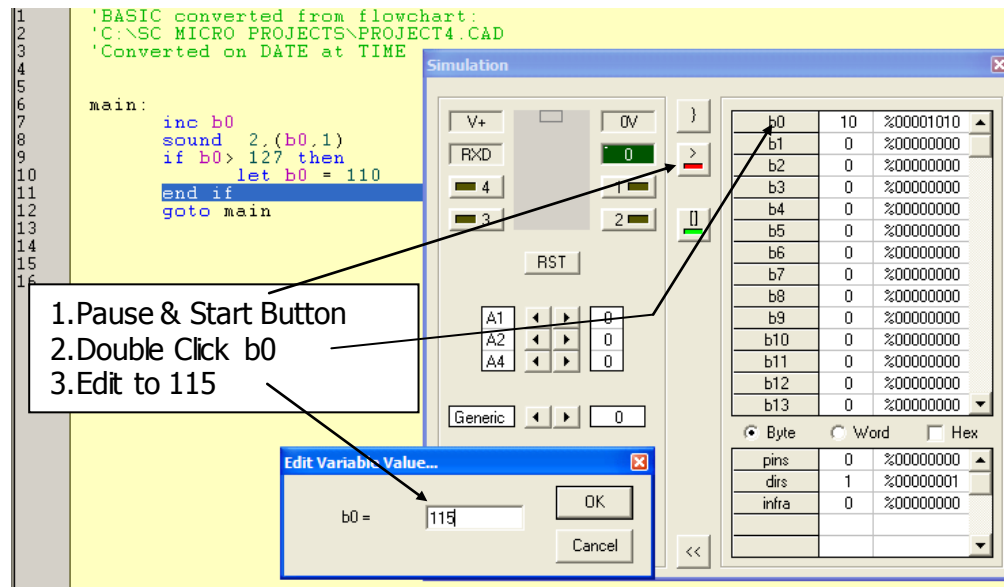 1 'BASIC converted from flowchart:
2 'C:\SC MICRO PROJECTS\PROJECT4.CAD
3 'Converted on DATE at TIME
4
5
6 main:
7 inc b0
8 sound 2,(b0,1)
9 if b0> 127 then
10 let b0 = 110
11 end if
12 goto main
13
14
15
16
1.Pause & Start Button
2.Double Click b0
3.Edit to 115
Simulation
V+ 0V }
RXD 0 >
4 1
3 2 []
RST
A1 0
A2 0
A4 0
Generic 0
<<
b0 10 %00001010
b1 0 %00000000
b2 0 %00000000
b3 0 %00000000
b4 0 %00000000
b5 0 %00000000
b6 0 %00000000
b7 0 %00000000
b8 0 %00000000
b9 0 %00000000
b10 0 %00000000
b11 0 %00000000
b12 0 %00000000
b13 0 %00000000
Byte Word Hex
pins 0 %00000000
dirs 1 %00000001
infra 0 %00000000
Edit Variable Value...
b0 = 115
OK
Cancel